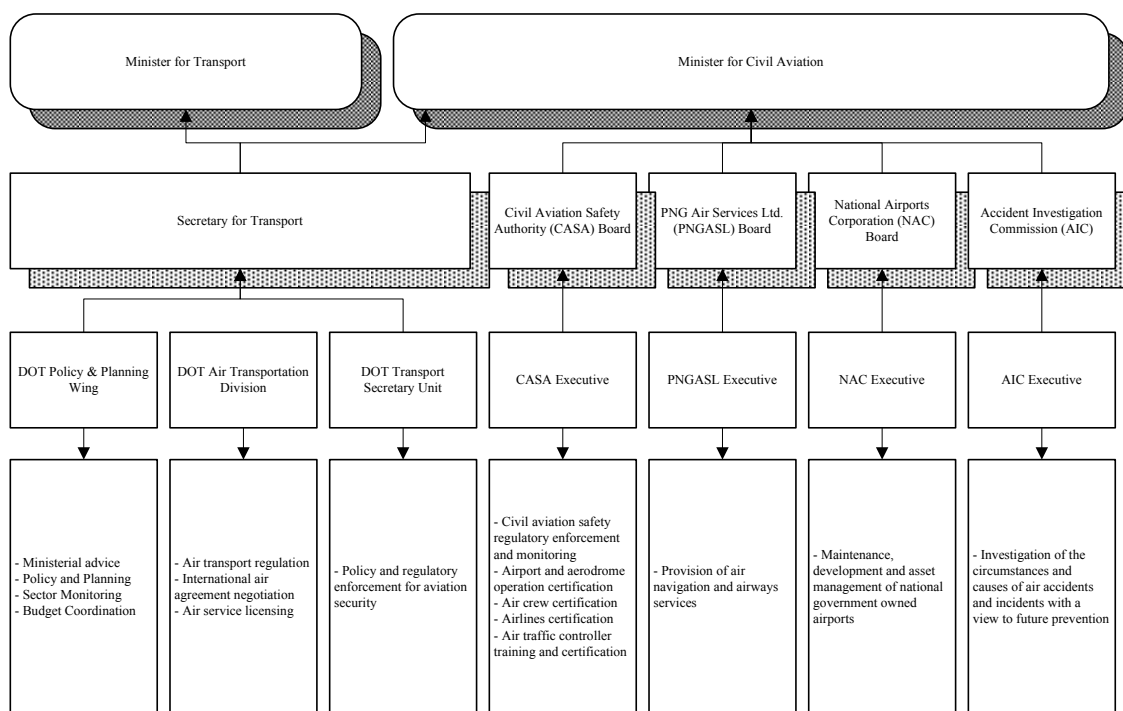 Minister for Transport
Minister for Civil Aviation
Secretary for Transport
Civil Aviation Safety
Authority (CASA) Board
PNG Air Services Ltd.
(PNGASL) Board
National Airports
Corporation (NAC)
Board
Accident Investigation
Commission (AIC)
DOT Policy & Planning
Wing
DOT Air Transportation
Division
DOT Transport
Secretary Unit
CASA Executive
PNGASL Executive
NAC Executive
AIC Executive
- Ministerial advice
- Policy and Planning
- Sector Monitoring
- Budget Coordination
- Air transport regulation
- International air
agreement negotiation
- Air service licensing
- Policy and regulatory
enforcement for aviation
security
- Civil aviation safety
regulatory enforcement
and monitoring
- Airport and aerodrome
operation certification
- Air crew certification
- Airlines certification
- Air traffic controller
training and certification
- Provision of air
navigation and airways
services
- Maintenance,
development and asset
management of national
government owned
airports
- Investigation of the
circumstances and
causes of air accidents
and incidents with a
view to future prevention